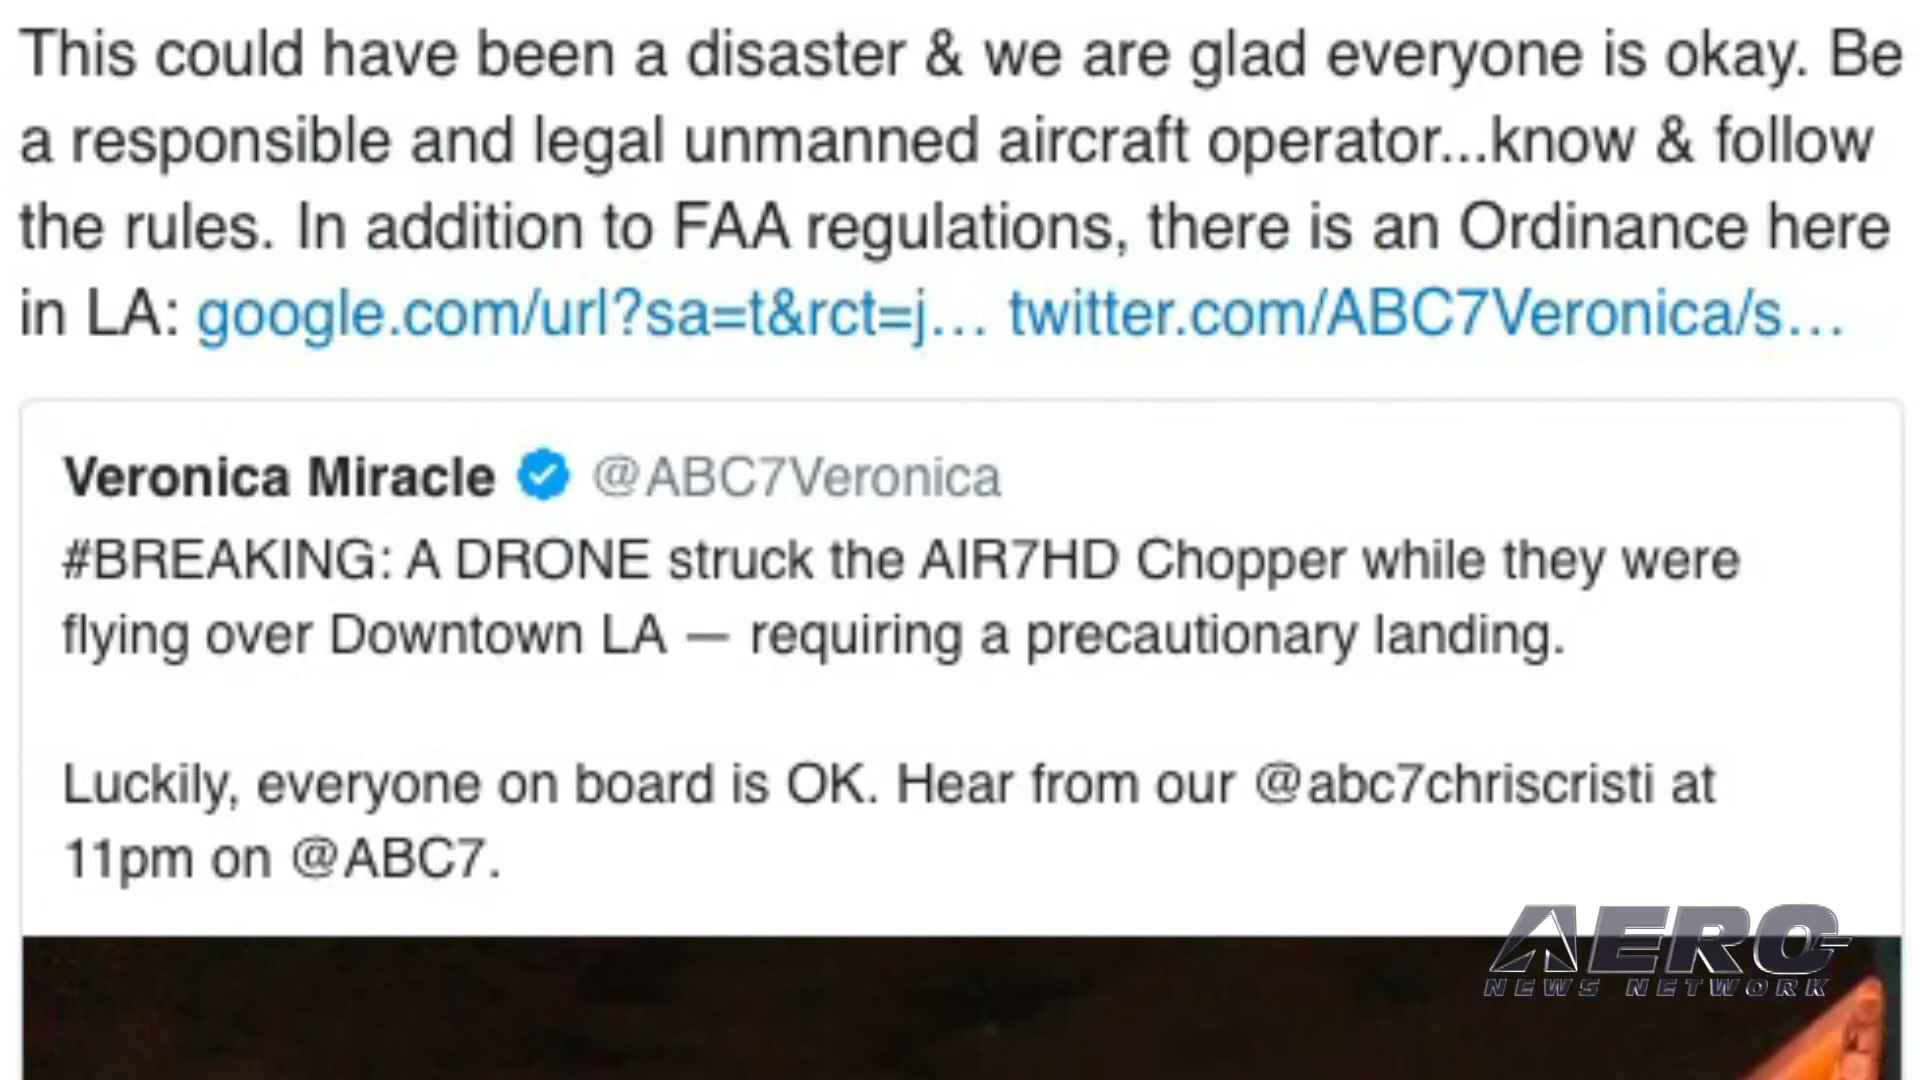 This could have been a disaster & we are glad everyone is okay. Be
a responsible and legal unmanned aircraft operator...know & follow
the rules. In addition to FAA regulations, there is an Ordinance here
in LA: google.com/url?sa=t&rct=j… twitter.com/ABC7Veronica/s…
Veronica Miracle @ABC7Veronica
#BREAKING: A DRONE struck the AIR7HD Chopper while they were
flying over Downtown LA — requiring a precautionary landing.
Luckily, everyone on board is OK. Hear from our @abc7chriscristi at
11pm on @ABC7.
AERO
NEWS NETWORK